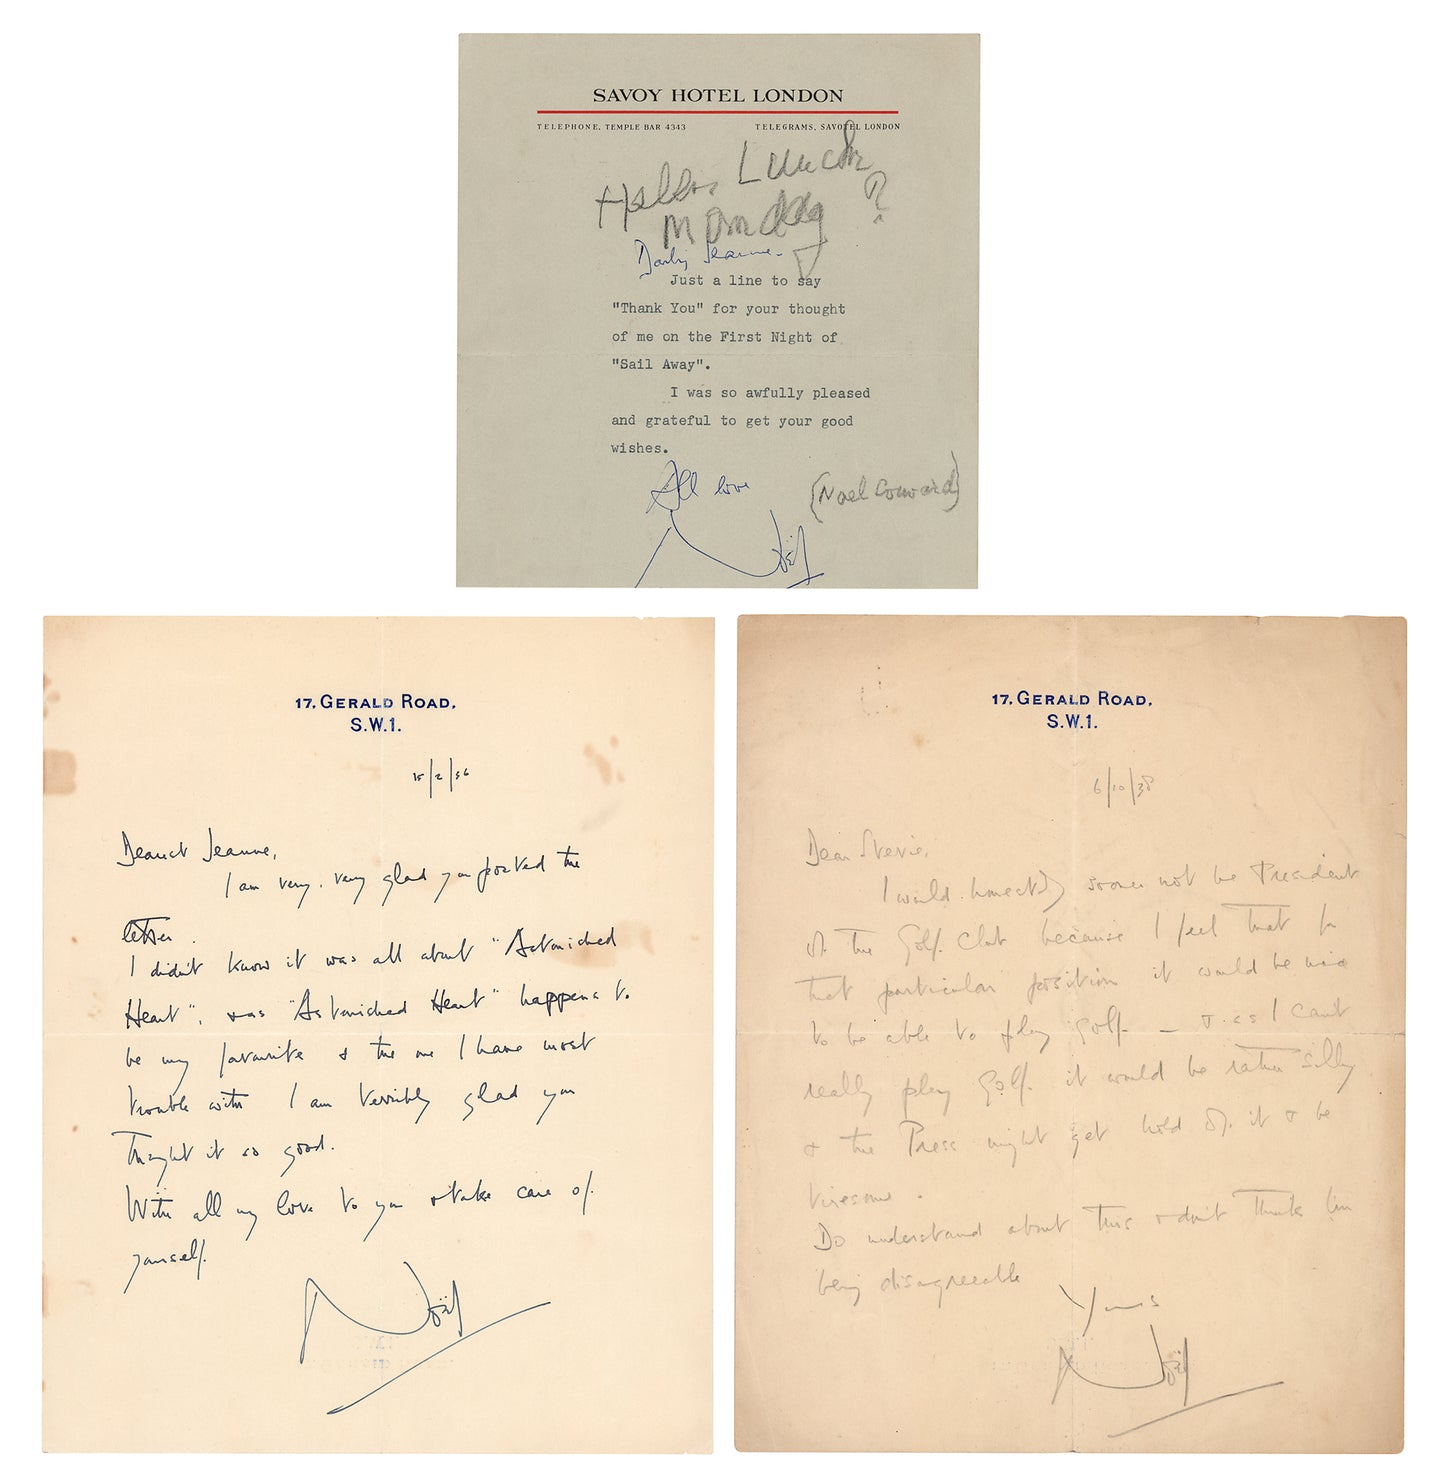 SAVOY HOTEL LONDON
TELEPHONE, TEMPLE BAR 4343 TELEGRAMS, SAVOTEL LONDON
Hello, Lunch
Monday ?
Jeanne -
Just a line to say
"Thank You" for your thought
of me on the First Night of
"Sail Away".
I was so awfully pleased
and grateful to get your good
wishes.
All love
(Noel Coward)
Noël
17, GERALD ROAD,
S.W.1.
15/2/36
Dearest Jeanne,
I am very, very glad you posted the
letter.
I didn't know it was all about "Astonished
Heart", & as "Astonished Heart" happens to
be my favourite & the one I have most
trouble with I am terribly glad you
thought it so good.
With all my love to you & take care of
yourself.
Noël
17, GERALD ROAD,
S.W.1.
6/10/38
Dear Stevie,
I would honestly sooner not be President
of the Golf Club because I feel that for
that particular position it would be nice
to be able to play golf — & as I can't
really play Golf it would be rather silly
& the Press might get hold of it & be
tiresome.
Do understand about this & don't think I'm
being disagreeable
Yours
Noël